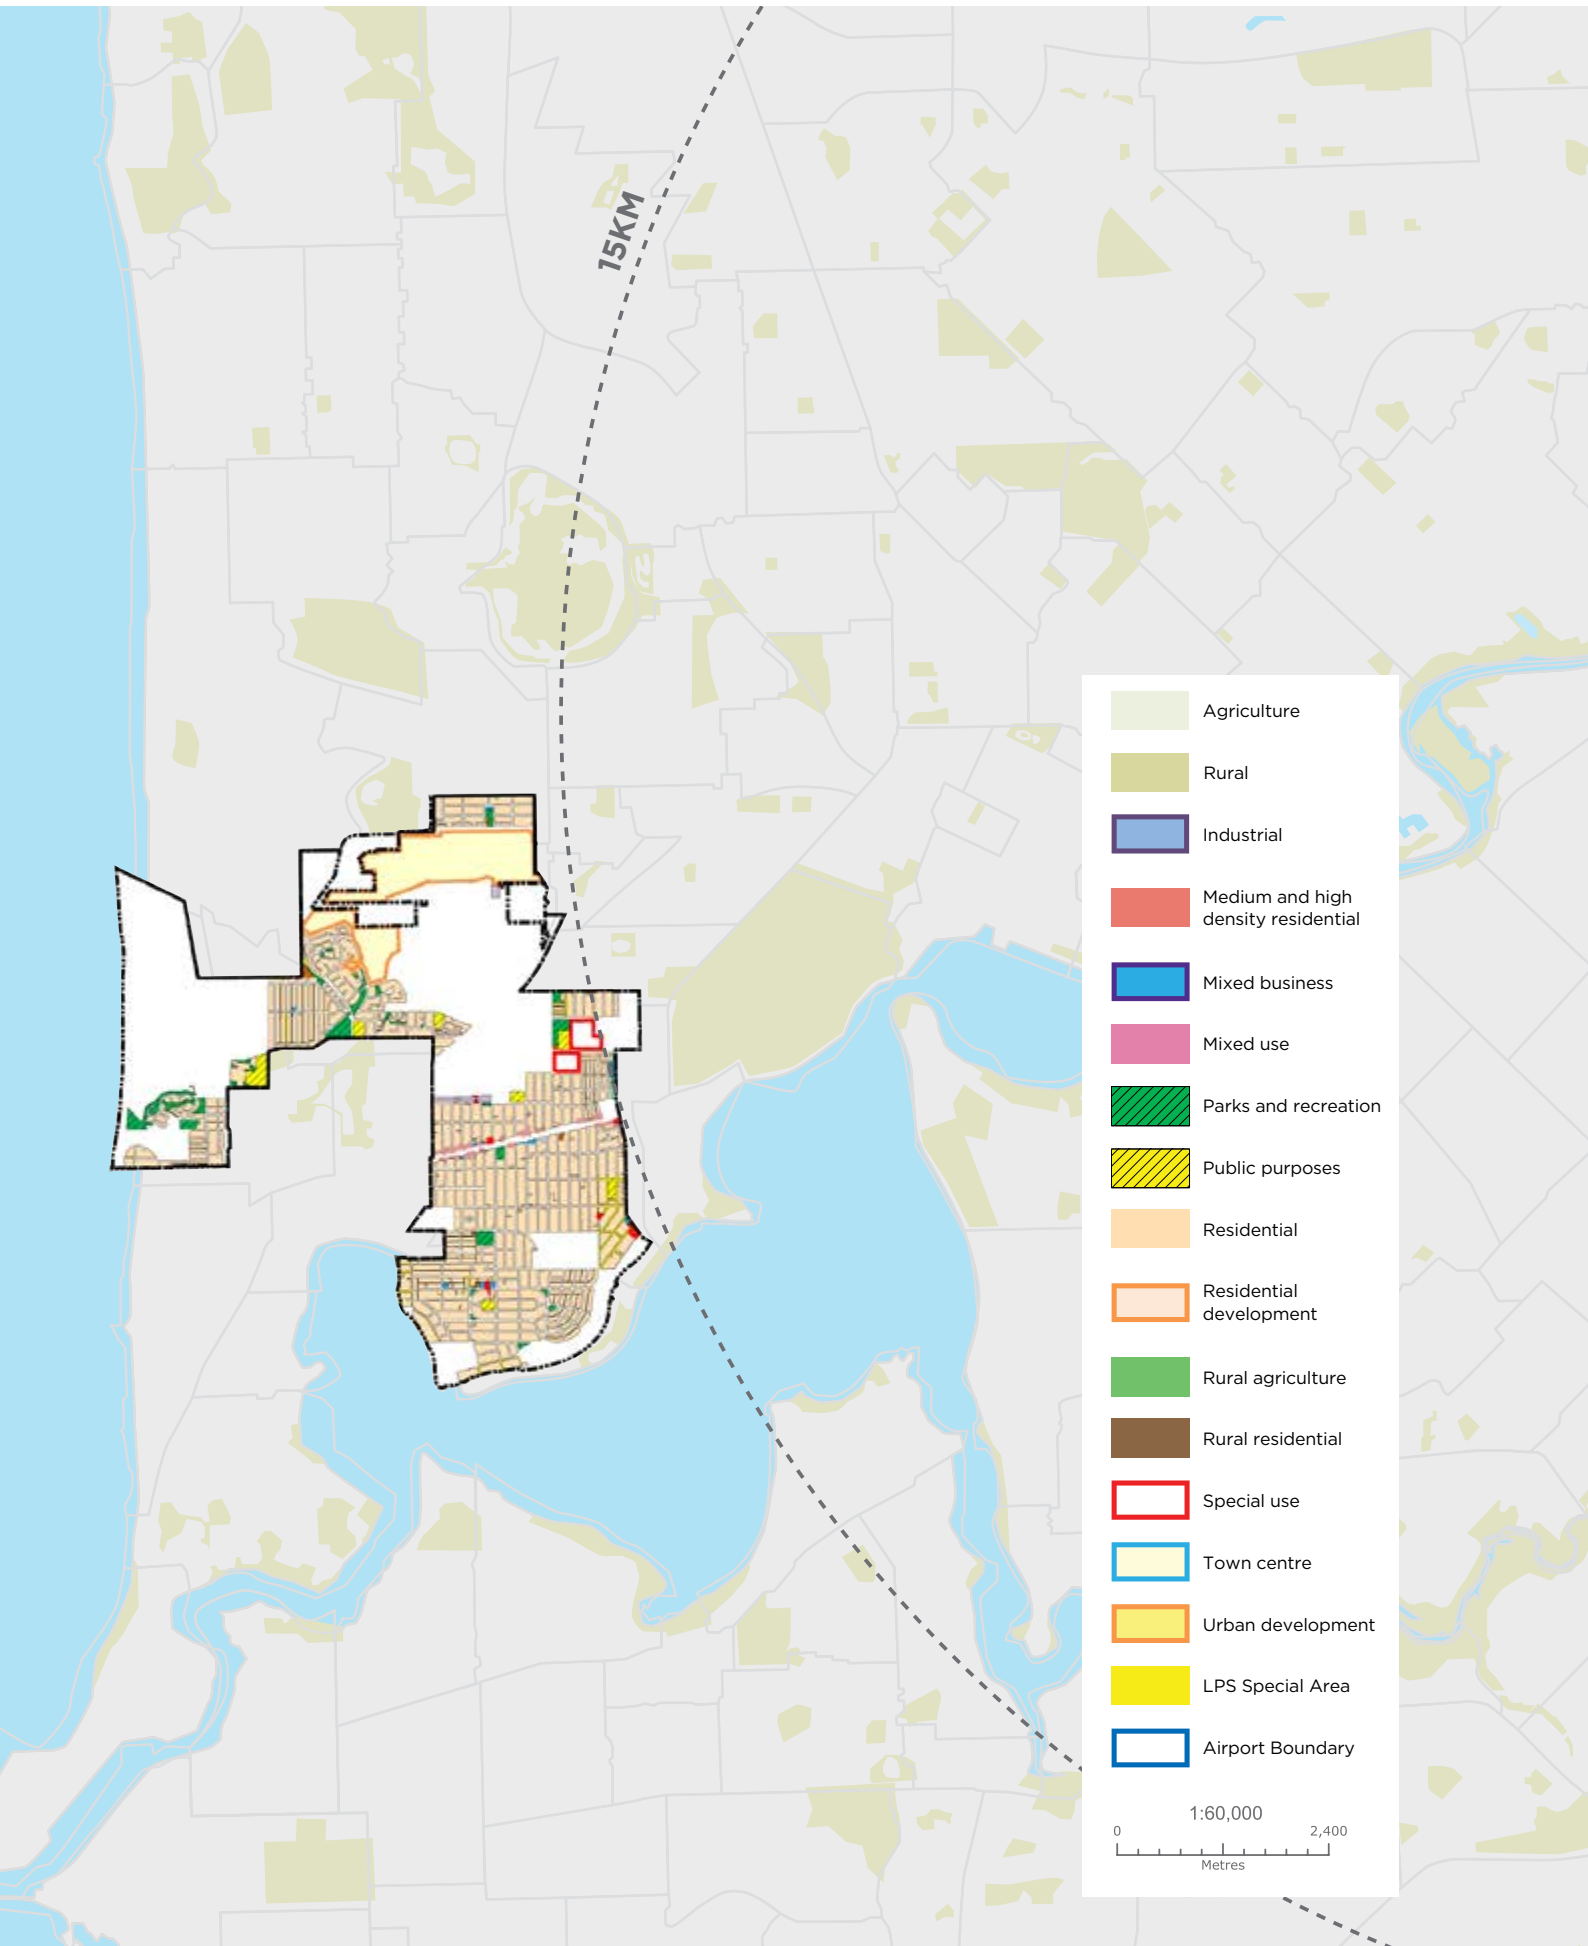 15KM
Agriculture
Rural
Industrial
Medium and high
density residential
Mixed business
Mixed use
Parks and recreation
Public purposes
Residential
Residential
development
Rural agriculture
Rural residential
Special use
Town centre
Urban development
LPS Special Area
Airport Boundary
1:60,000
0 2,400
Metres